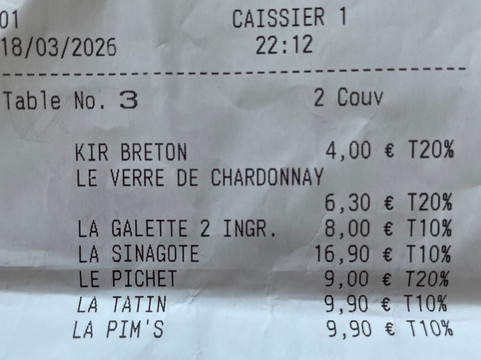 01 CAISSIER 1
18/03/2026 22:12
Table No. 3 2 Couv
KIR BRETON 4,00 € T20%
LE VERRE DE CHARDONNAY
6,30 € T20%
LA GALETTE 2 INGR. 8,00 € T10%
LA SINAGOTE 16,90 € T10%
LE PICHET 9,00 € T20%
LA TATIN 9,90 € T10%
LA PIM'S 9,90 € T10%